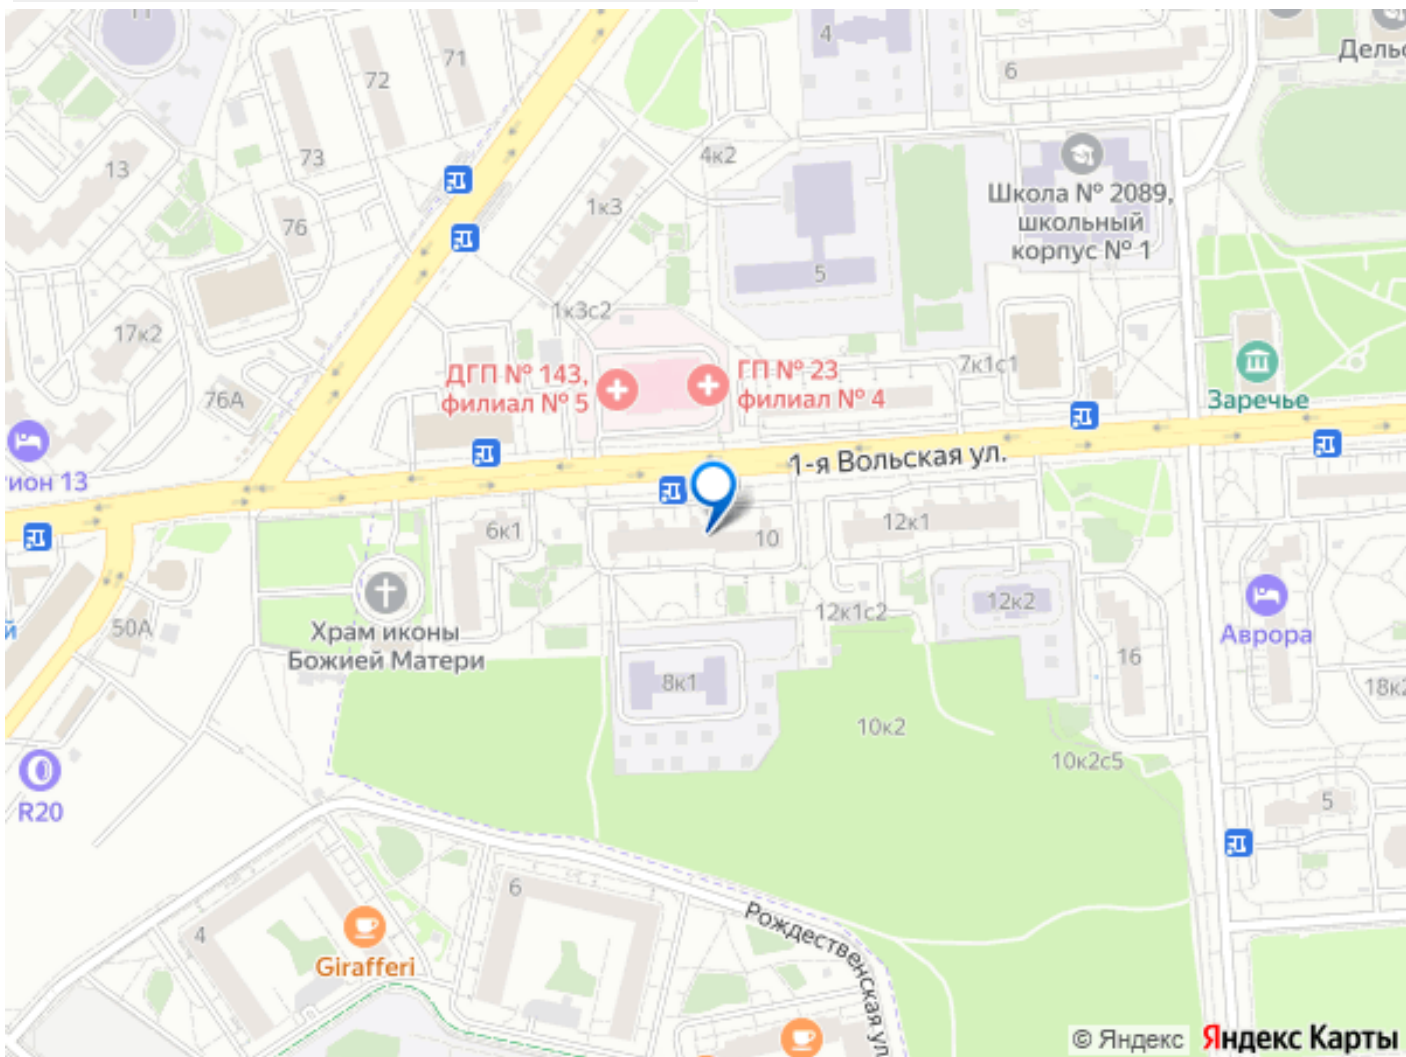 11
4
71
72
6
Дельф
73
13
4к2
Школа № 2089,
школьный
корпус № 1
1к3
76
5
1к3с2
17к2
7к1с1
ДГП № 143,
филиал № 5
ГП № 23
филиал № 4
76А
Заречье
1-я Вольская ул.
ион 13
6к1
10
12к1
50А
12к1с2
12к2
Храм иконы
Божией Матери
й
Аврора
16
8к1
18к2
10к2
10к2с5
R20
5
6
4
Рождественская ул.
Girafferi
© Яндекс
Яндекс Карты